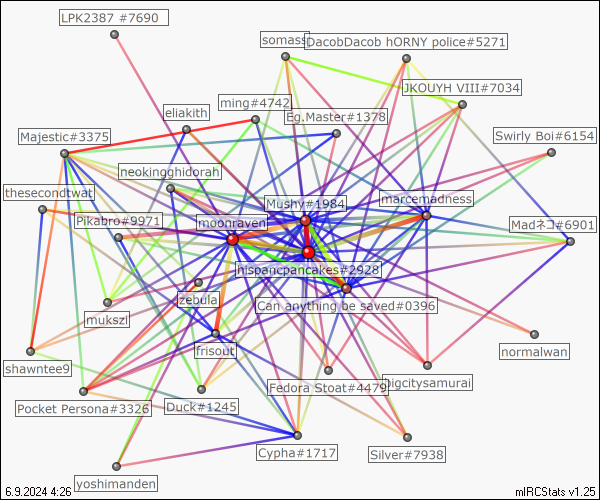 LPK2387 #7690
somass
DacobDacob hORNY police#5271
JKOUYH VIII#7034
ming#4742
eliakith
Eg.Master#1378
Majestic#3375
Swirly Boi#6154
neokingghidorah
thesecondtwat
Mushy#1984
marcemadness
Pikabro#9971
moonraven
Madネコ#6901
hispancpancakes#2928
zebula
Can anything be saved#0396
mukszi
frisout
normalwan
shawntee9
Fedora Stoat#4479
bigcitysamurai
Pocket Persona#3326
Duck#1245
Cypha#1717
Silver#7938
yoshimanden
6.9.2024 4:26
mIRCStats v1.25